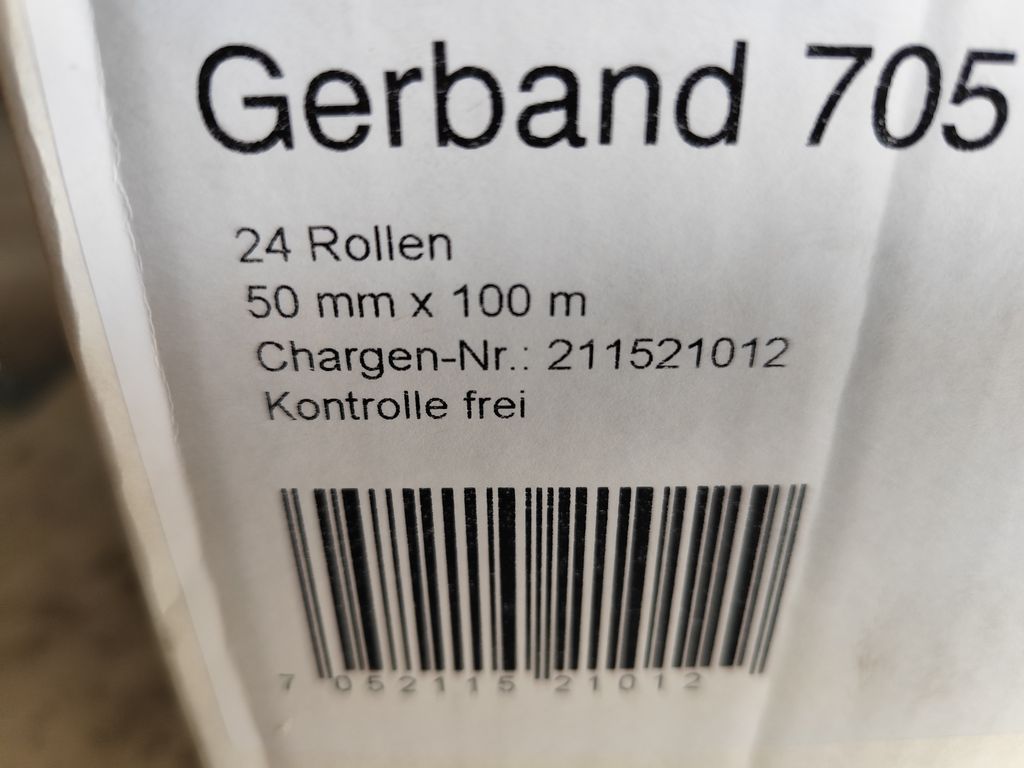 Gerband 705
24 Rollen
50 mm x 100 m
Chargen-Nr.: 211521012
Kontrolle frei
7 052115 21012